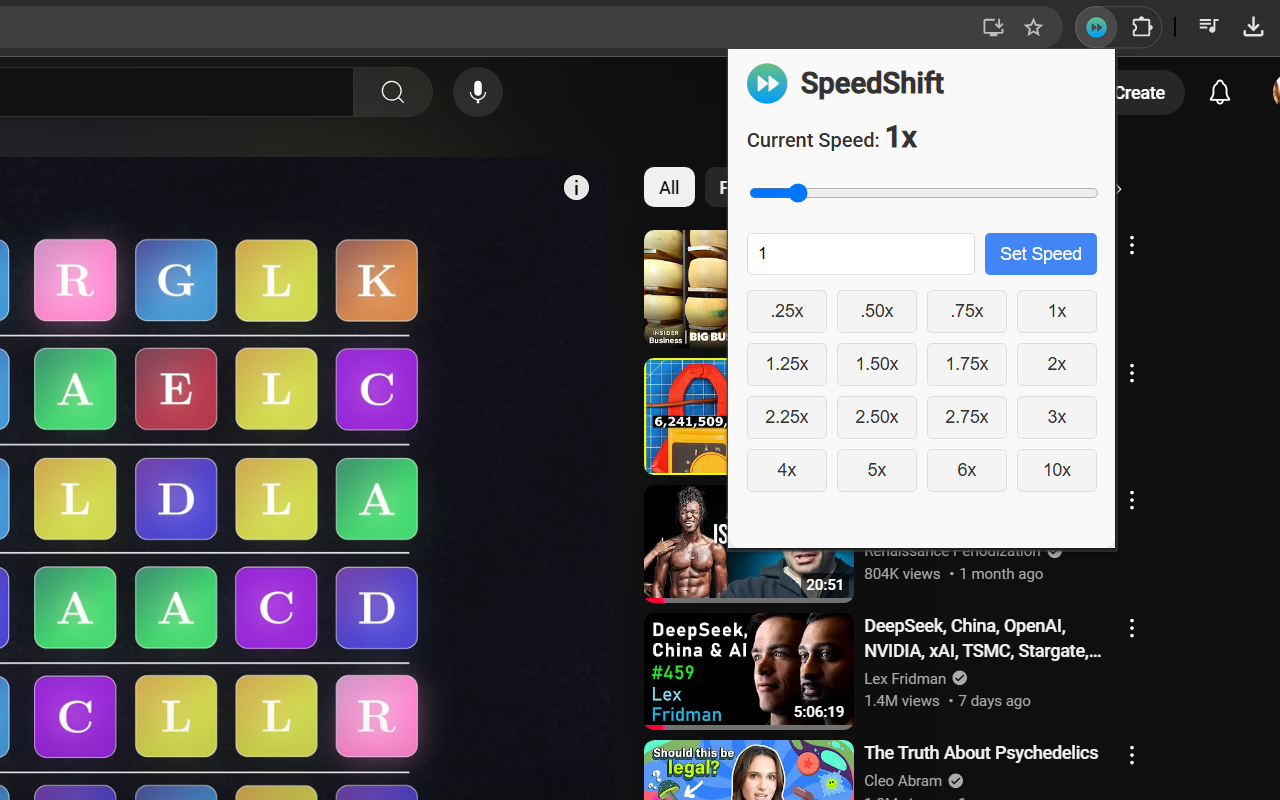 SpeedShift
Create
Current Speed: 1x
All
F
1
Set Speed
.25x .50x .75x 1x
1.25x 1.50x 1.75x 2x
2.25x 2.50x 2.75x 3x
4x 5x 6x 10x
R G L K
A E L C
L D L A
A A C D
C L L R
INSIDER
Business
BIG BU
6,241,509,
IS
20:51
Renaissance Periodization
804K views • 1 month ago
DeepSeek,
China & AI
#459
Lex
Fridman
5:06:19
DeepSeek, China, OpenAI,
NVIDIA, xAI, TSMC, Stargate,...
Lex Fridman
1.4M views • 7 days ago
Should this be
legal?
The Truth About Psychedelics
Cleo Abram